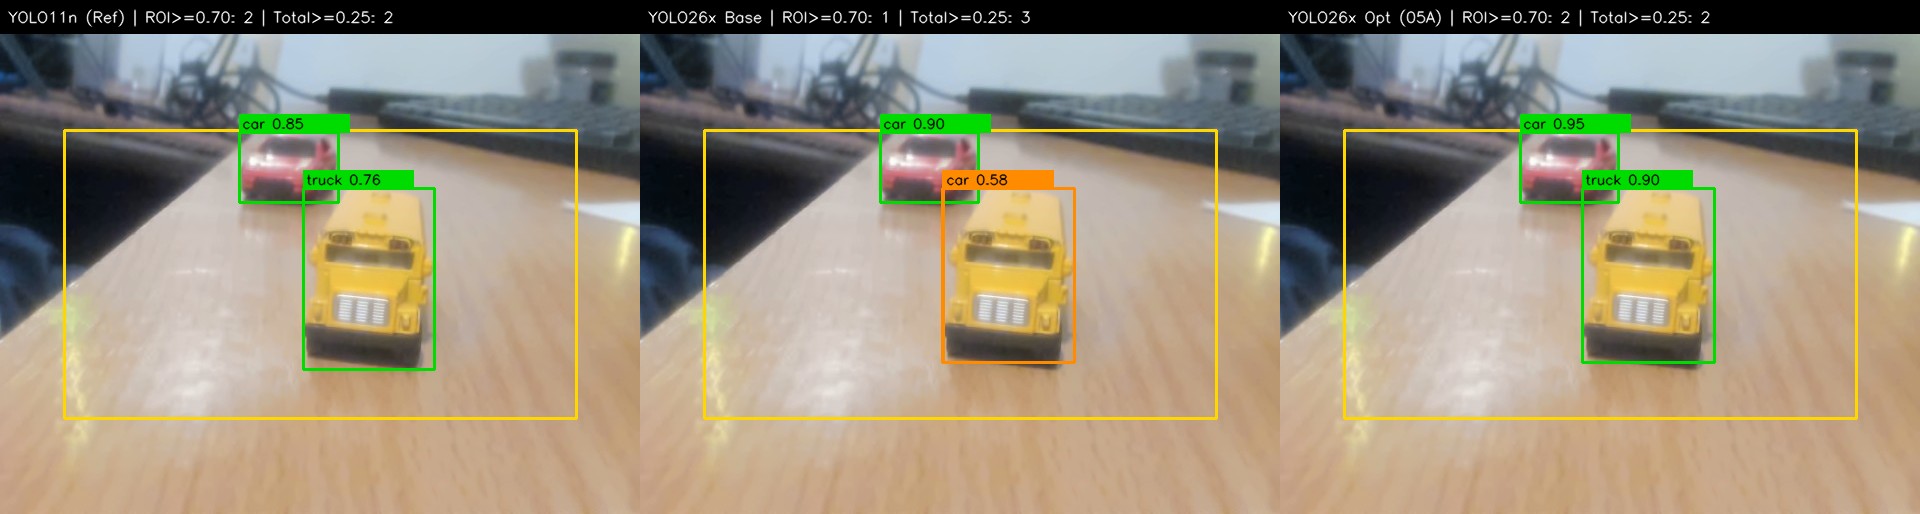 YOLO11n (Ref) | ROI>=0.70: 2 | Total>=0.25: 2
YOLO26x Base | ROI>=0.70: 1 | Total>=0.25: 3
YOLO26x Opt (05A) | ROI>=0.70: 2 | Total>=0.25: 2
car 0.85
truck 0.76
car 0.90
car 0.58
car 0.95
truck 0.90